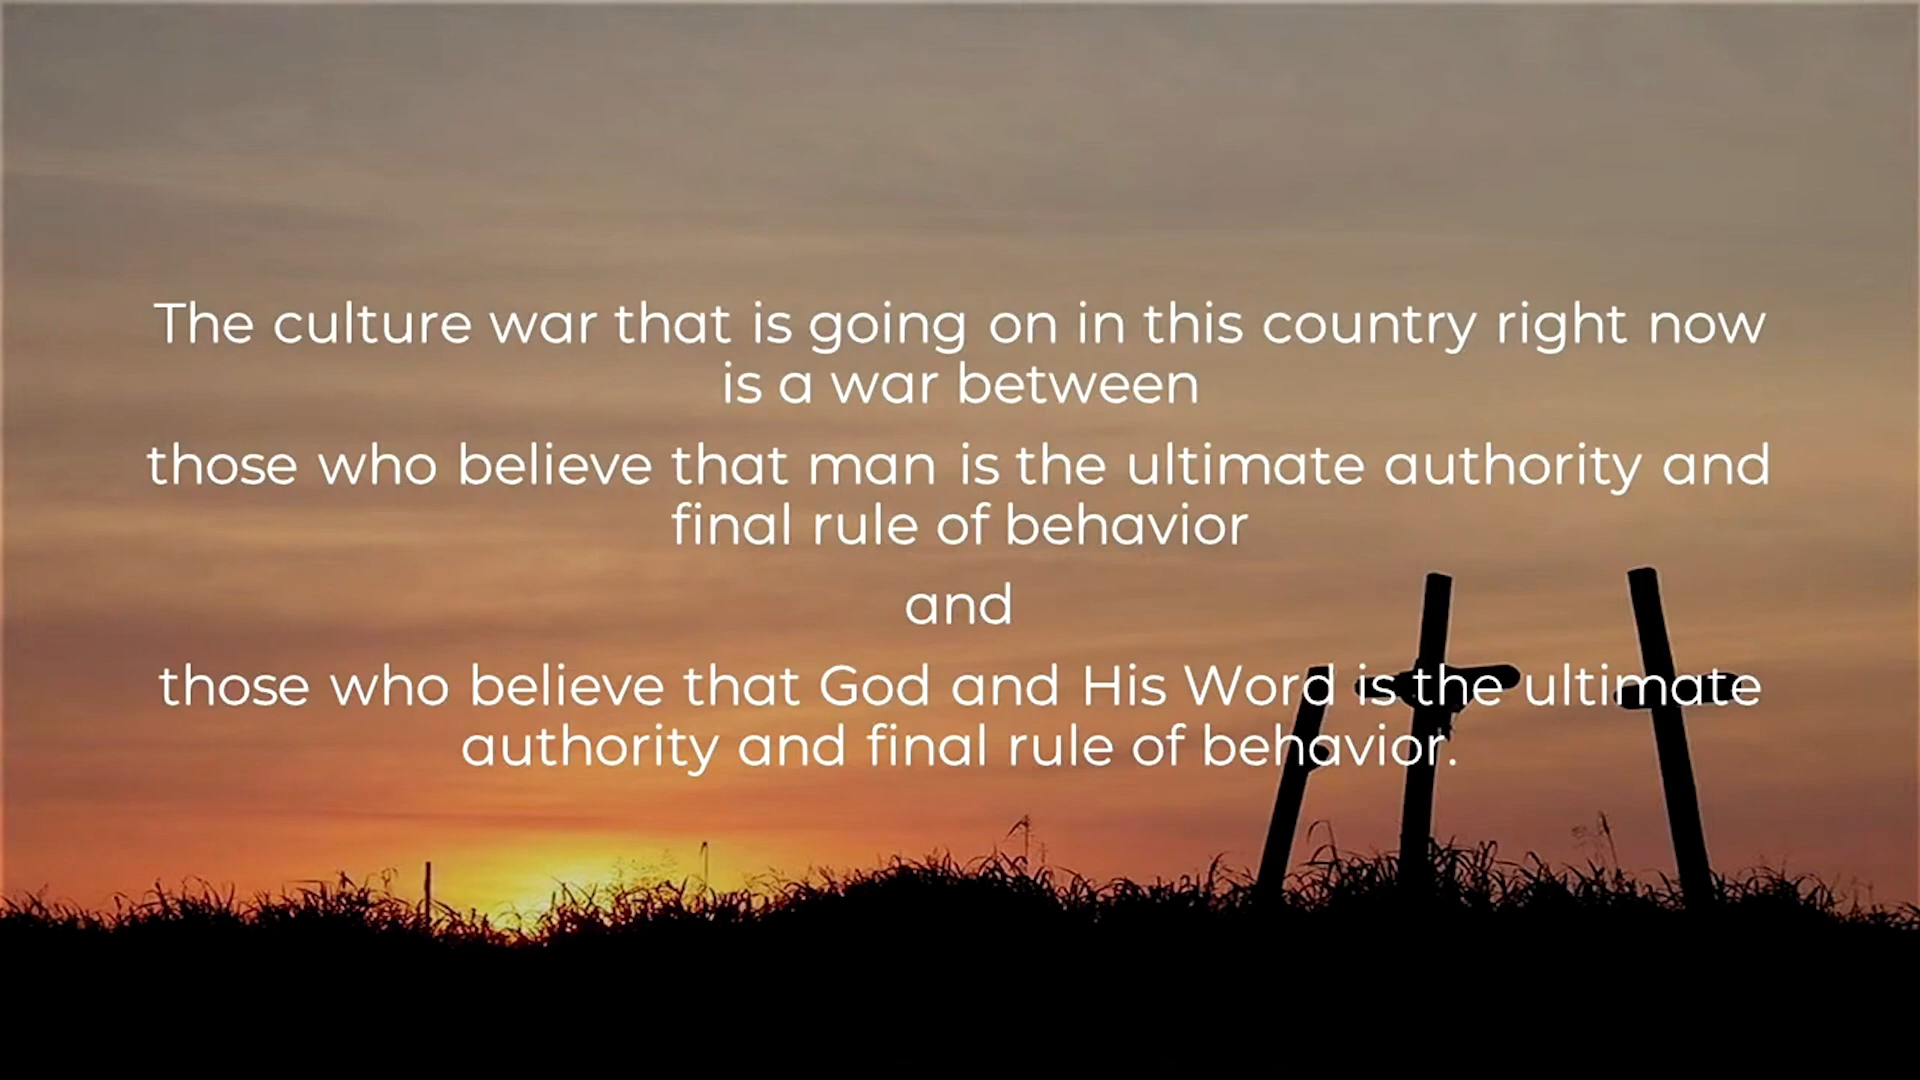 The culture war that is going on in this country right now
is a war between
those who believe that man is the ultimate authority and
final rule of behavior
and
those who believe that God and His Word is the ultimate
authority and final rule of behavior.